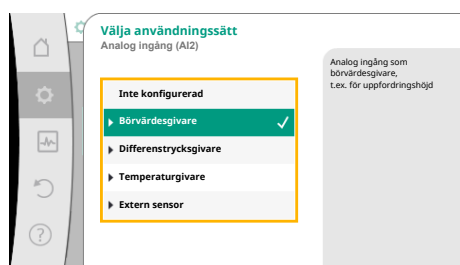 Välja användningssätt
Analog ingång (AI2)
Inte konfigurerad
Börvärdesgivare
Differenstrycksgivare
Temperaturgivare
Extern sensor
Analog ingång som
börvärdesgivare,
t.ex. för uppfordringshöjd